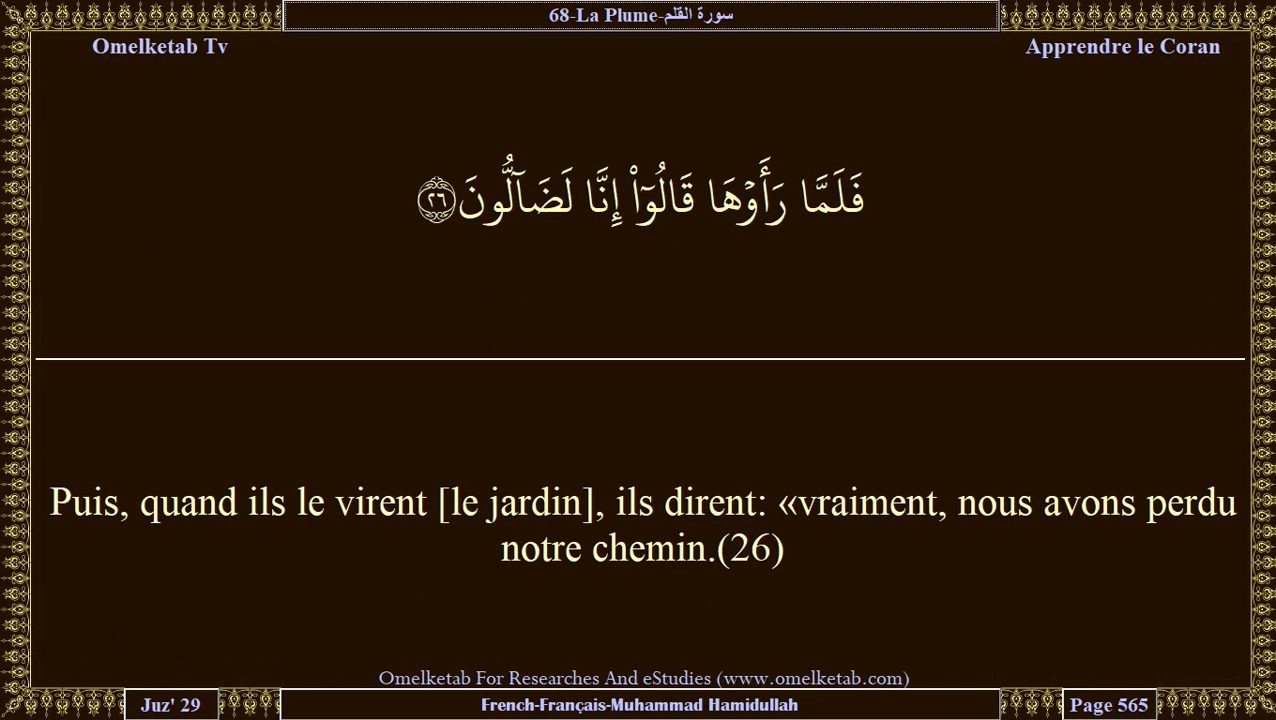 68-La Plume-سورة القلم
Omelketab Tv
Apprendre le Coran
فَلَمَّا رَأَوۡهَا قَالُوٓاْ إِنَّا لَضَآلُّونَ ٢٦
Puis, quand ils le virent [le jardin], ils dirent: «vraiment, nous avons perdu
notre chemin.(26)
Omelketab For Researches And eStudies (www.omelketab.com)
Juz' 29
French-Français-Muhammad Hamidullah
Page 565